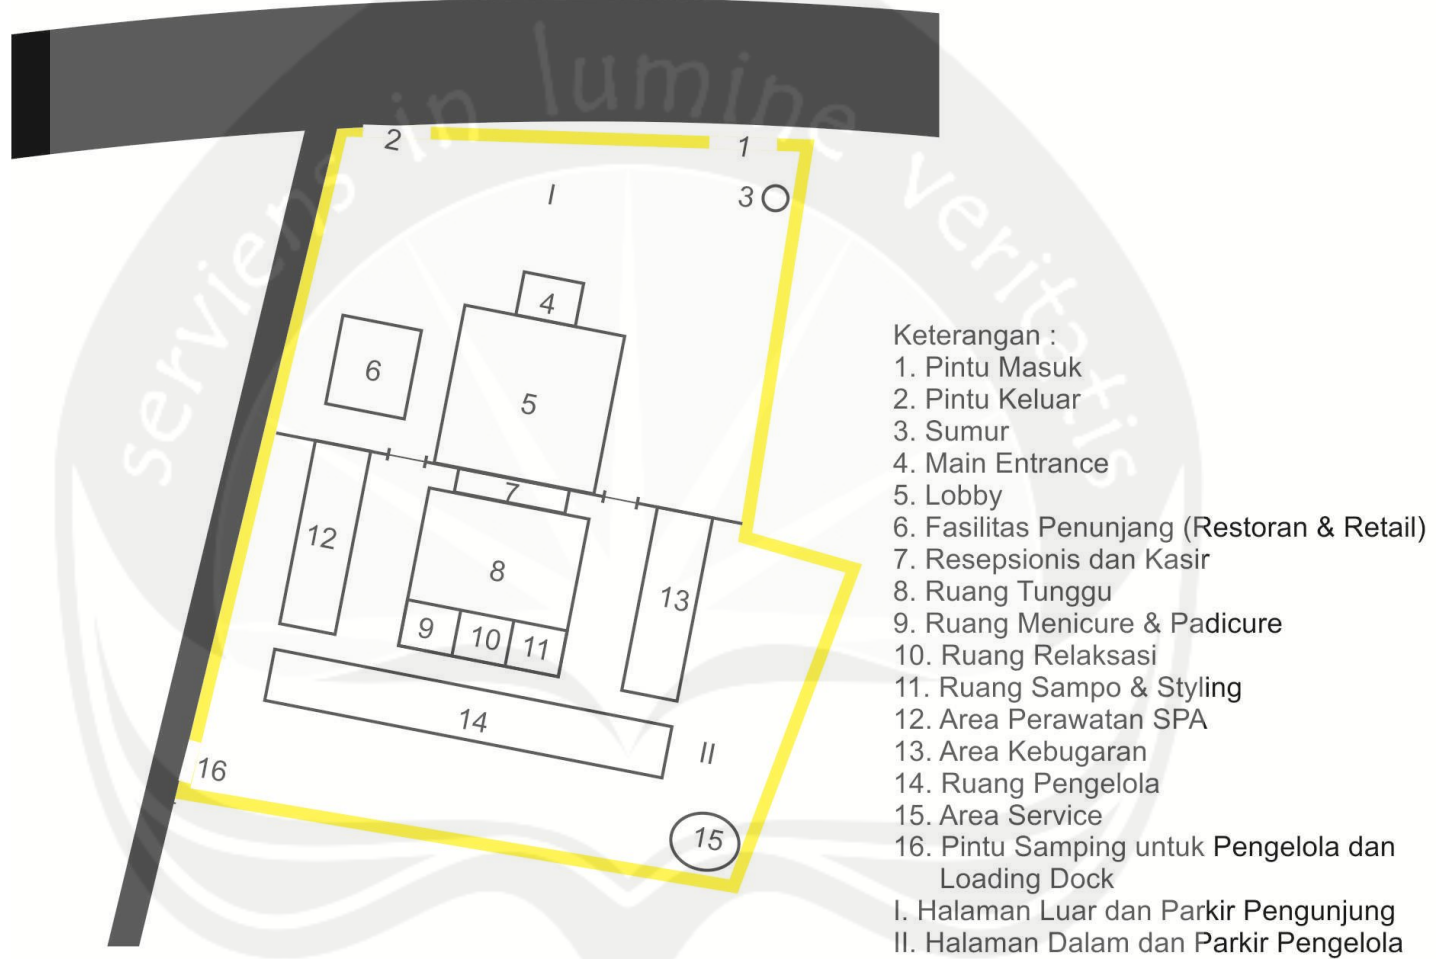 serviens in lumine veritatis
2
1
I
3
4
6
5
7
12
8
13
9
10
11
14
II
16
15
Keterangan :
1. Pintu Masuk
2. Pintu Keluar
3. Sumur
4. Main Entrance
5. Lobby
6. Fasilitas Penunjang (Restoran & Retail)
7. Resepsionis dan Kasir
8. Ruang Tunggu
9. Ruang Menicure & Padicure
10. Ruang Relaksasi
11. Ruang Sampo & Styling
12. Area Perawatan SPA
13. Area Kebugaran
14. Ruang Pengelola
15. Area Service
16. Pintu Samping untuk Pengelola dan
Loading Dock
I. Halaman Luar dan Parkir Pengunjung
II. Halaman Dalam dan Parkir Pengelola